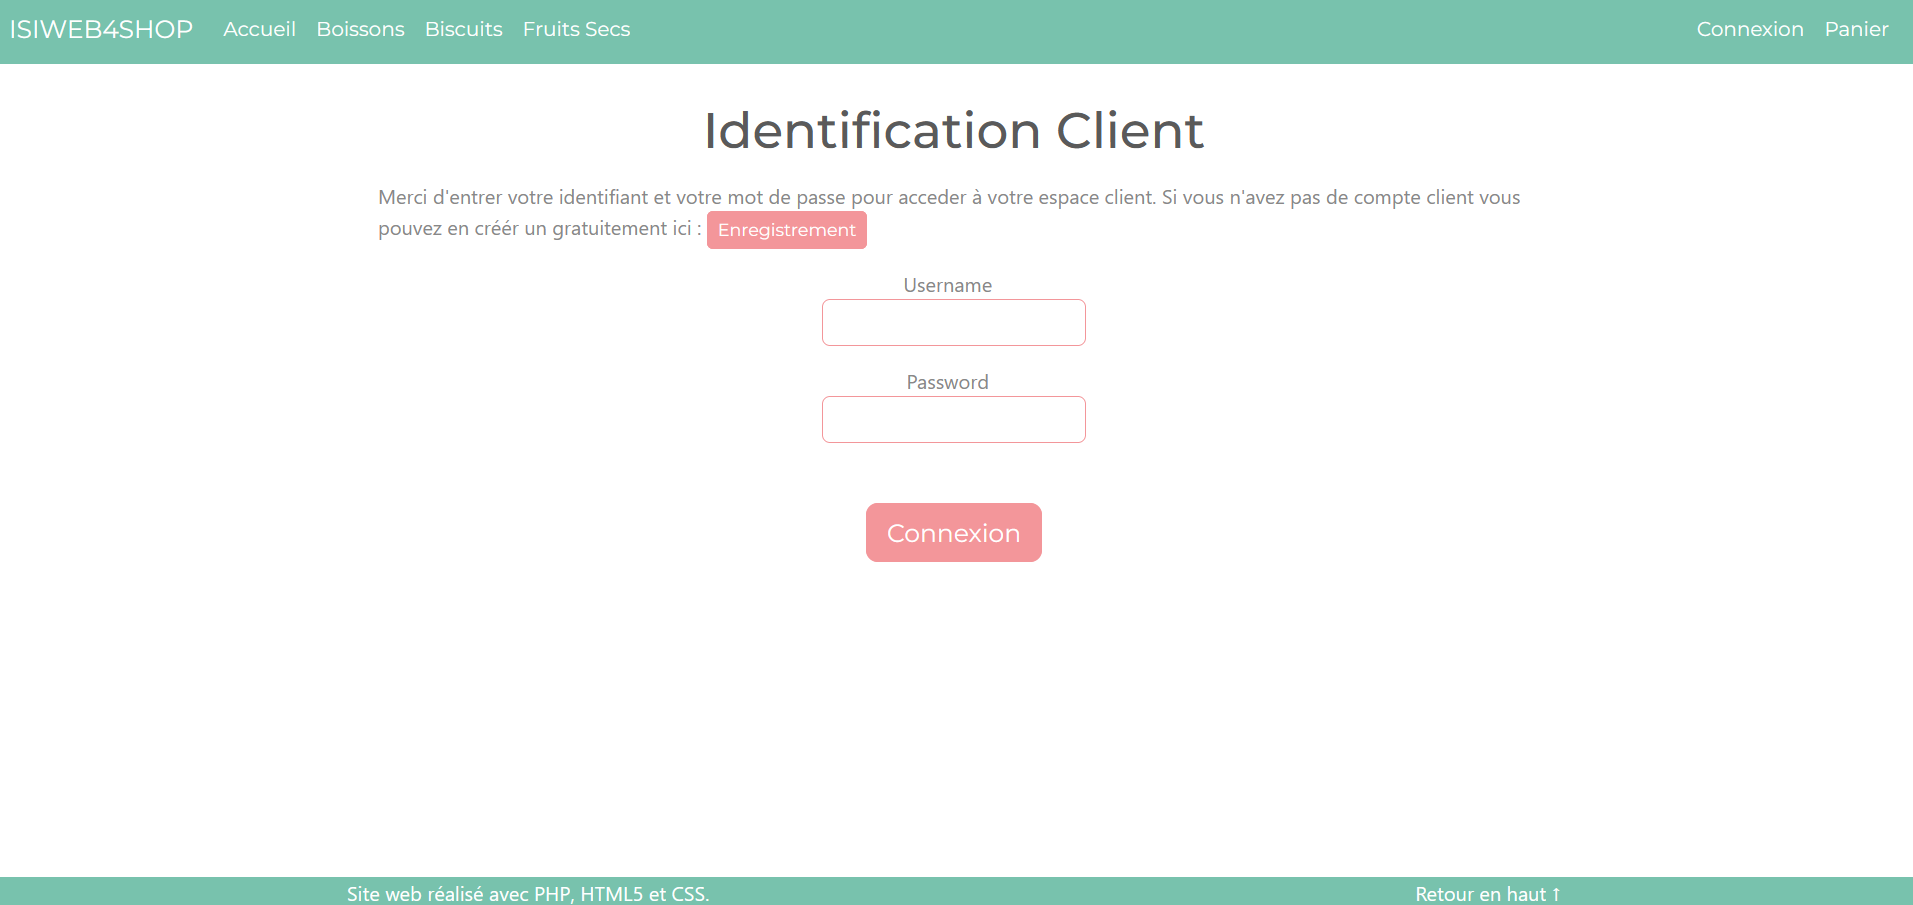 ISIWEB4SHOP Accueil Boissons Biscuits Fruits Secs Connexion Panier
Identification Client
Merci d'entrer votre identifiant et votre mot de passe pour acceder à votre espace client. Si vous n'avez pas de compte client vous
pouvez en créér un gratuitement ici : Enregistrement
Username
Password
Connexion
Site web réalisé avec PHP, HTML5 et CSS. Retour en haut ↑